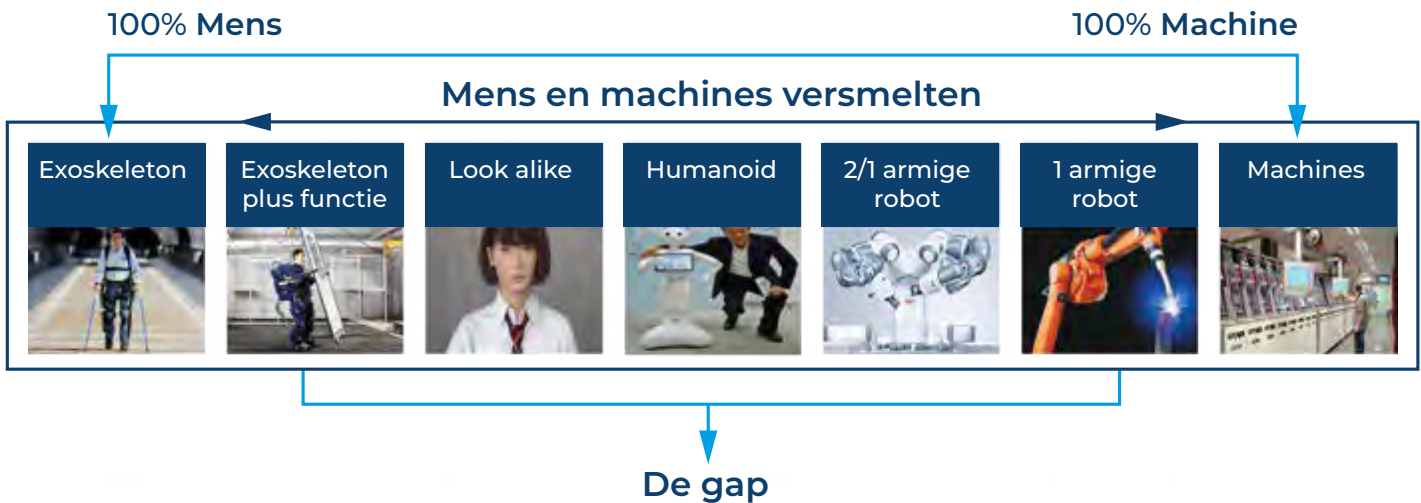 100% Mens
100% Machine
Mens en machines versmelten
Exoskeleton
Exoskeleton
plus functie
Look alike
Humanoid
2/1 armige
robot
1 armige
robot
Machines
De gap